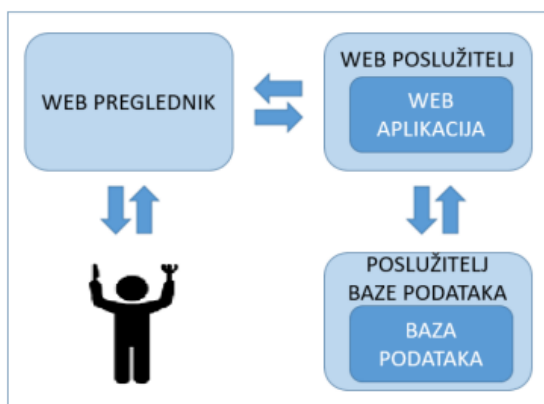 WEB PREGLEDNIK
WEB POSLUŽITELJ
WEB
APLIKACIJA
POSLUŽITELJ
BAZE PODATAKA
BAZA
PODATAKA